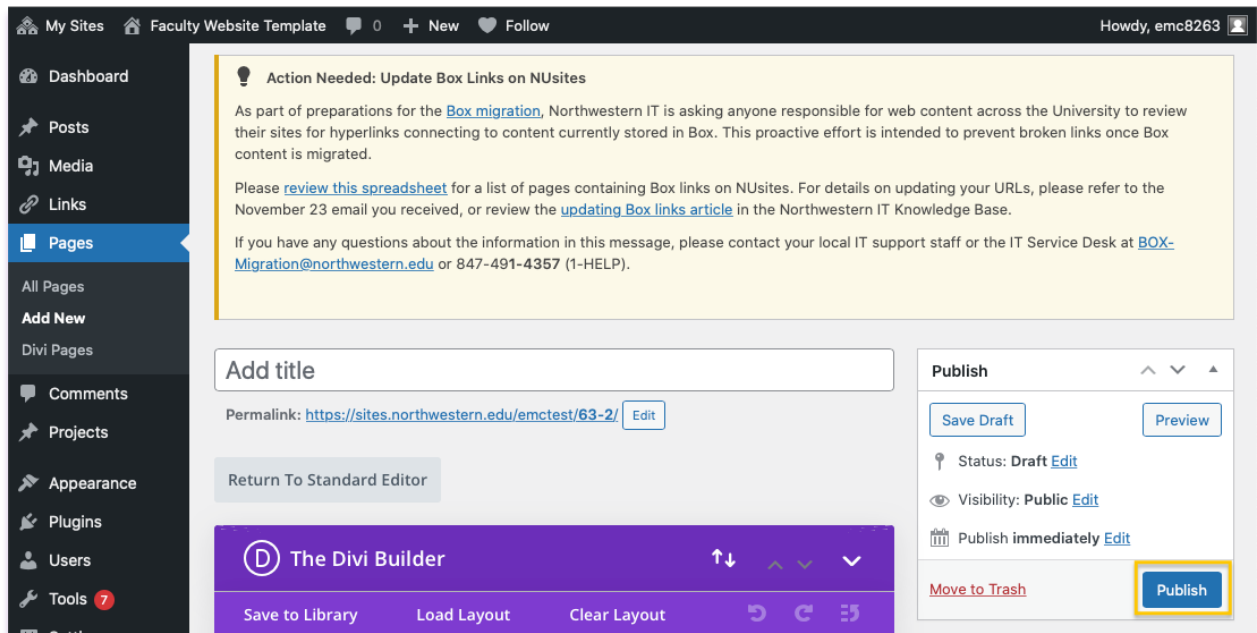 My Sites Faculty Website Template 0 New Follow Howdy, emc8263
Dashboard
Posts
Media
Links
Pages
All Pages
Add New
Divi Pages
Comments
Projects
Appearance
Plugins
Users
Tools 7
Action Needed: Update Box Links on NUsites
As part of preparations for the Box migration, Northwestern IT is asking anyone responsible for web content across the University to review
their sites for hyperlinks connecting to content currently stored in Box. This proactive effort is intended to prevent broken links once Box
content is migrated.
Please review this spreadsheet for a list of pages containing Box links on NUsites. For details on updating your URLs, please refer to the
November 23 email you received, or review the updating Box links article in the Northwestern IT Knowledge Base.
If you have any questions about the information in this message, please contact your local IT support staff or the IT Service Desk at BOX-
Migration@northwestern.edu or 847-491-4357 (1-HELP).
Add title
Permalink: https://sites.northwestern.edu/emctest/63-2/ Edit
Return To Standard Editor
D The Divi Builder
Save to Library Load Layout Clear Layout
Publish
Save Draft Preview
Status: Draft Edit
Visibility: Public Edit
Publish immediately Edit
Move to Trash Publish